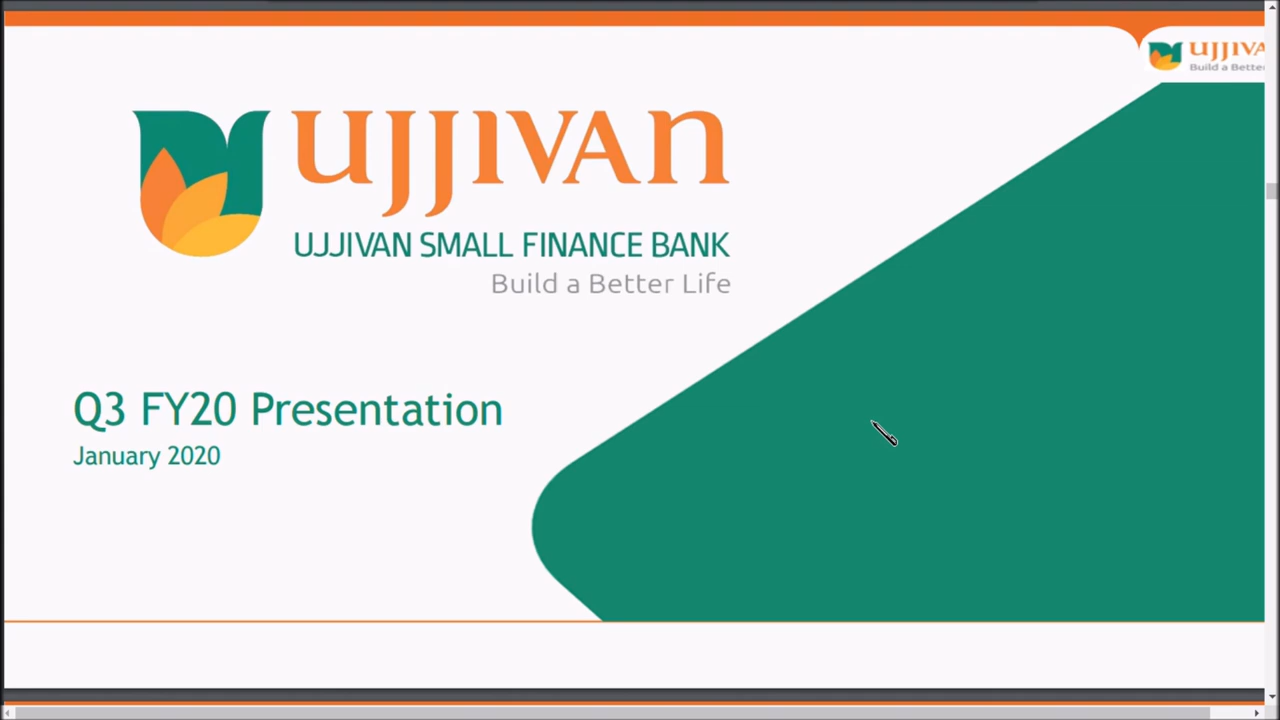 UJJIVA
Build a Better
UJJIVAN
UJJIVAN SMALL FINANCE BANK
Build a Better Life
Q3 FY20 Presentation
January 2020